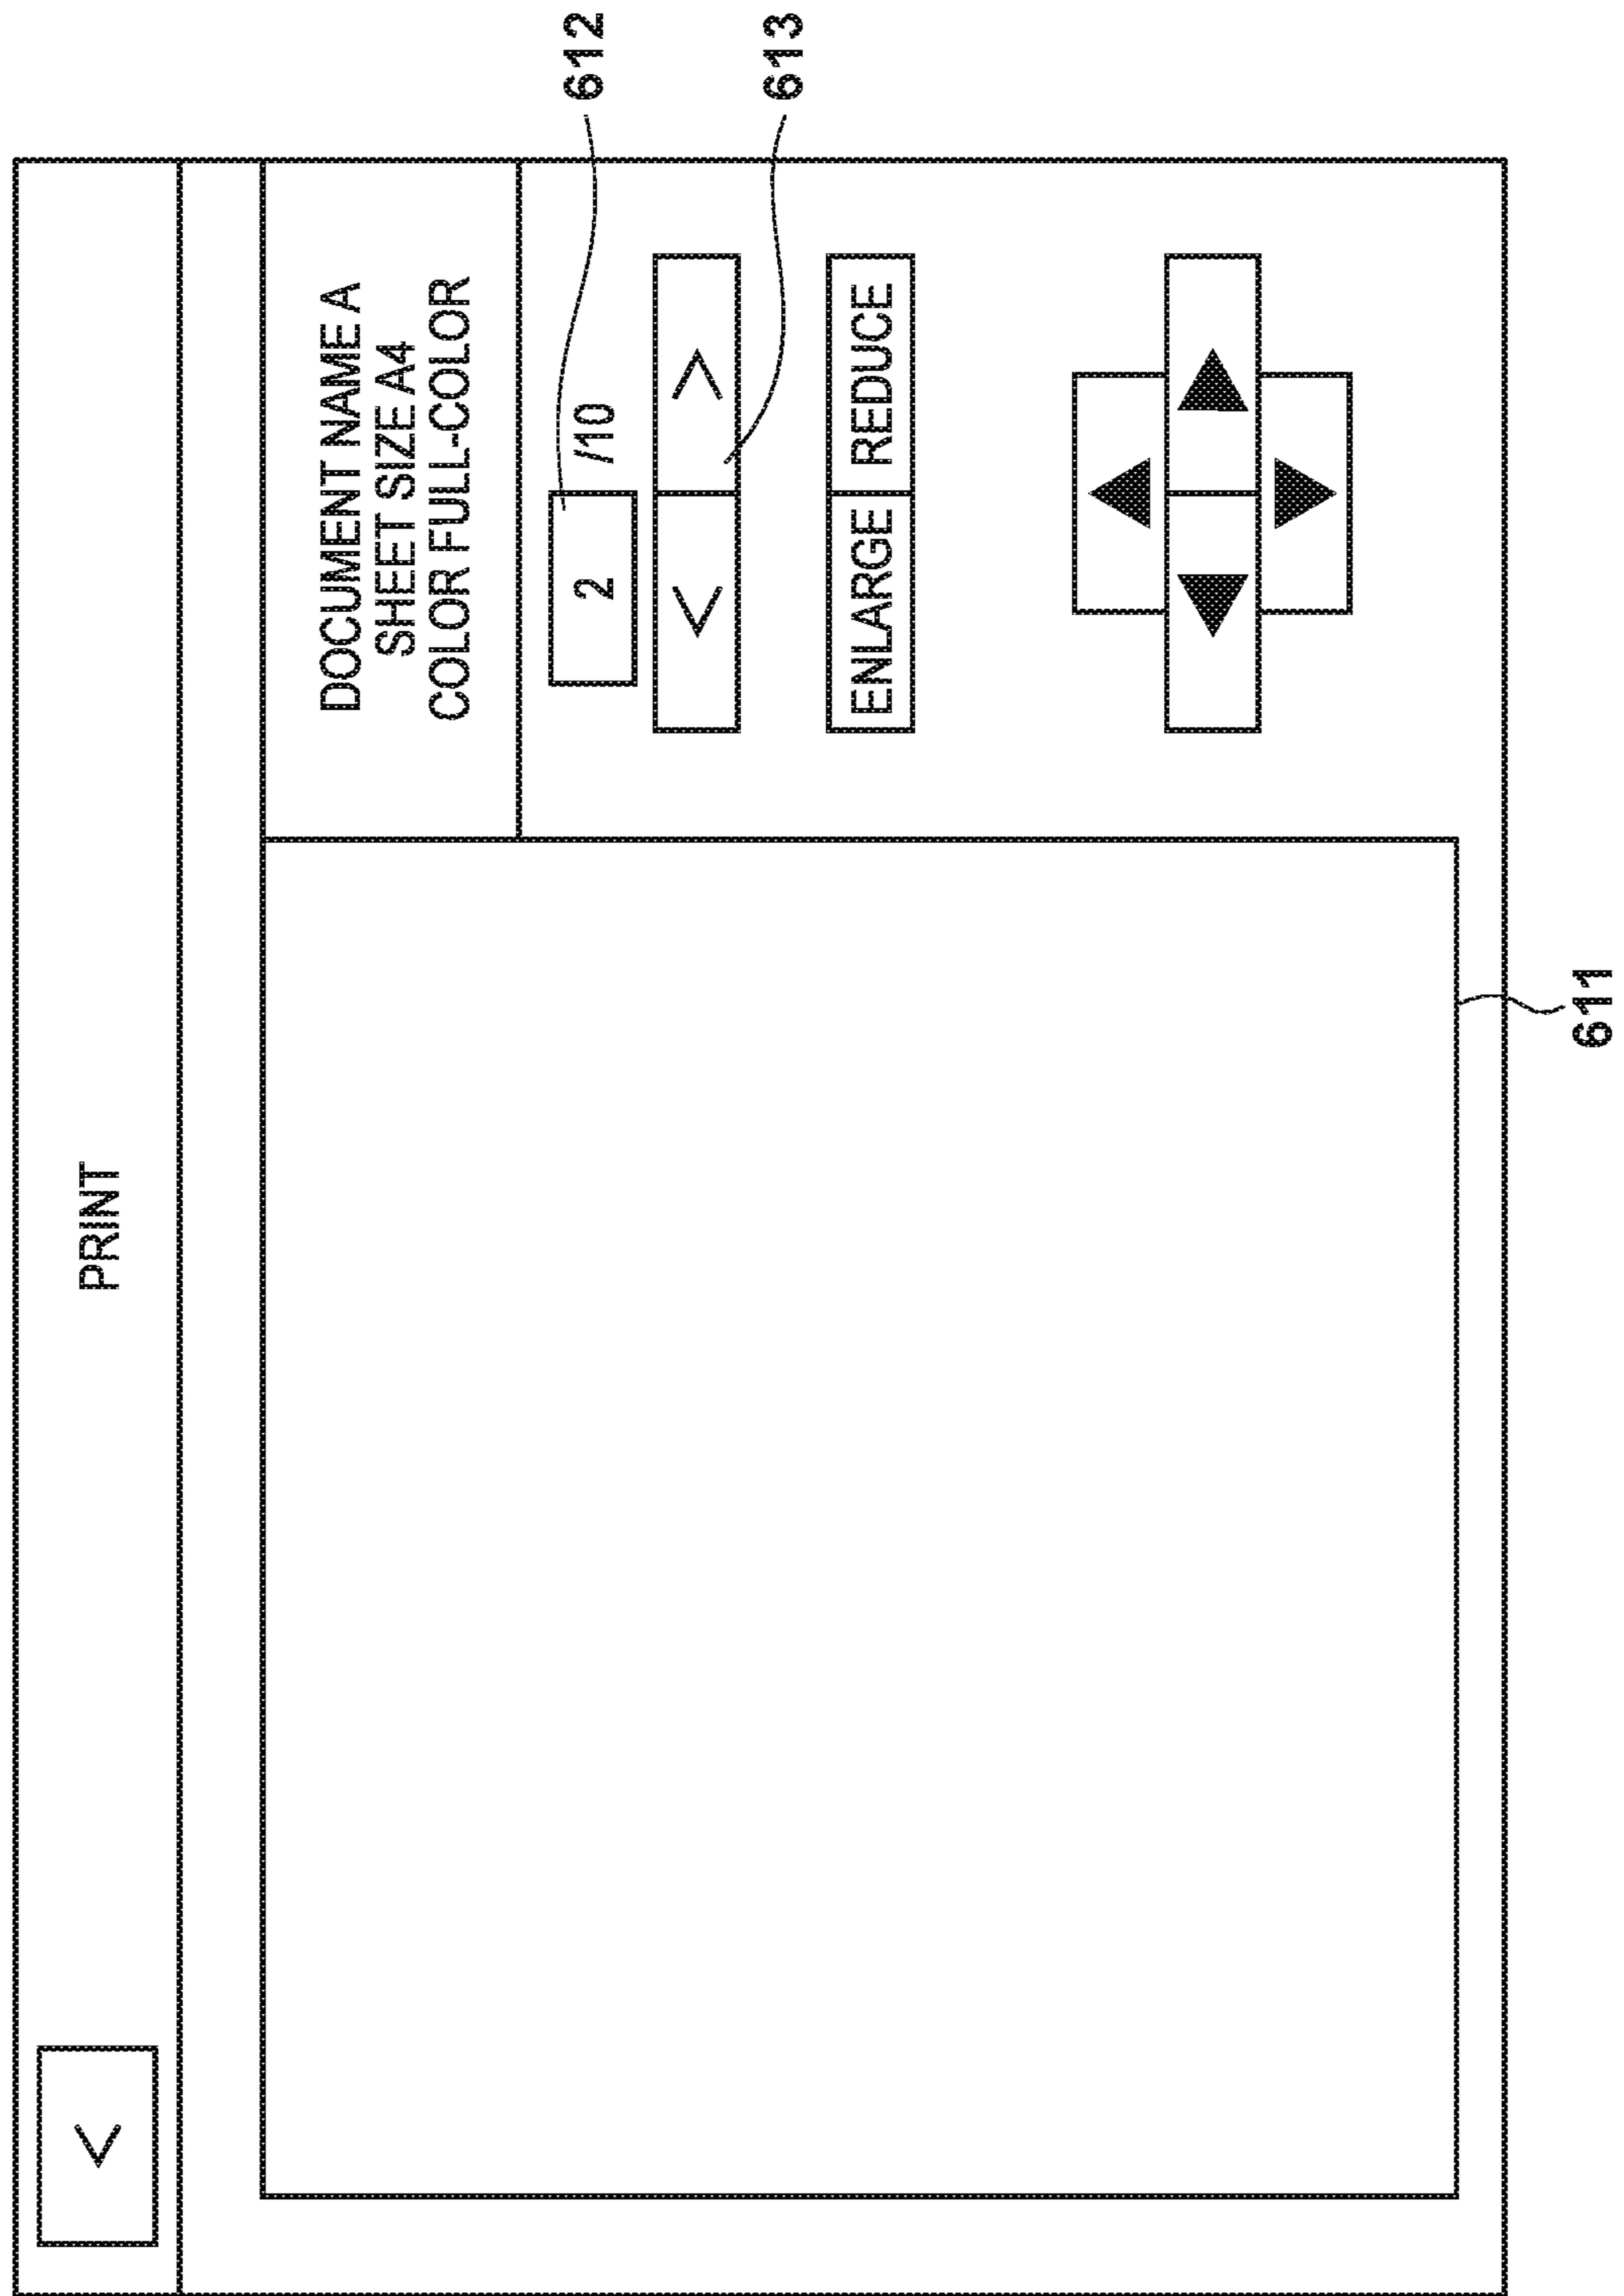 <
PRINT
DOCUMENT NAME A
SHEET SIZE A4
COLOR FULL-COLOR
2 /10
612
< >
613
ENLARGE REDUCE
611